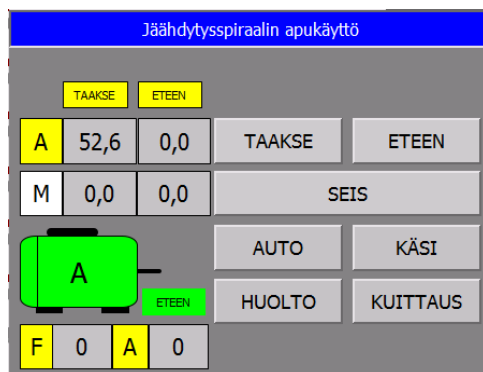 Jäähdytysspiraalin apukäyttö
TAAKSE ETEEN
A 52,6 0,0 TAAKSE ETEEN
M 0,0 0,0 SEIS
A AUTO KÄSI
ETEEN HUOLTO KUITTAUS
F 0 A 0